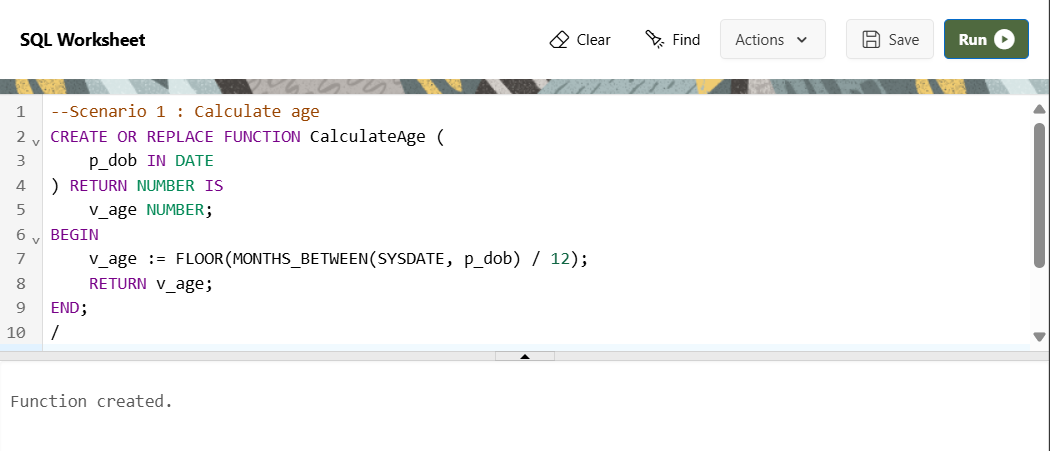 SQL Worksheet
Clear
Find
Actions
Save
Run
1 --Scenario 1 : Calculate age
2 CREATE OR REPLACE FUNCTION CalculateAge (
3     p_dob IN DATE
4 ) RETURN NUMBER IS
5     v_age NUMBER;
6 BEGIN
7     v_age := FLOOR(MONTHS_BETWEEN(SYSDATE, p_dob) / 12);
8     RETURN v_age;
9 END;
10 /
Function created.